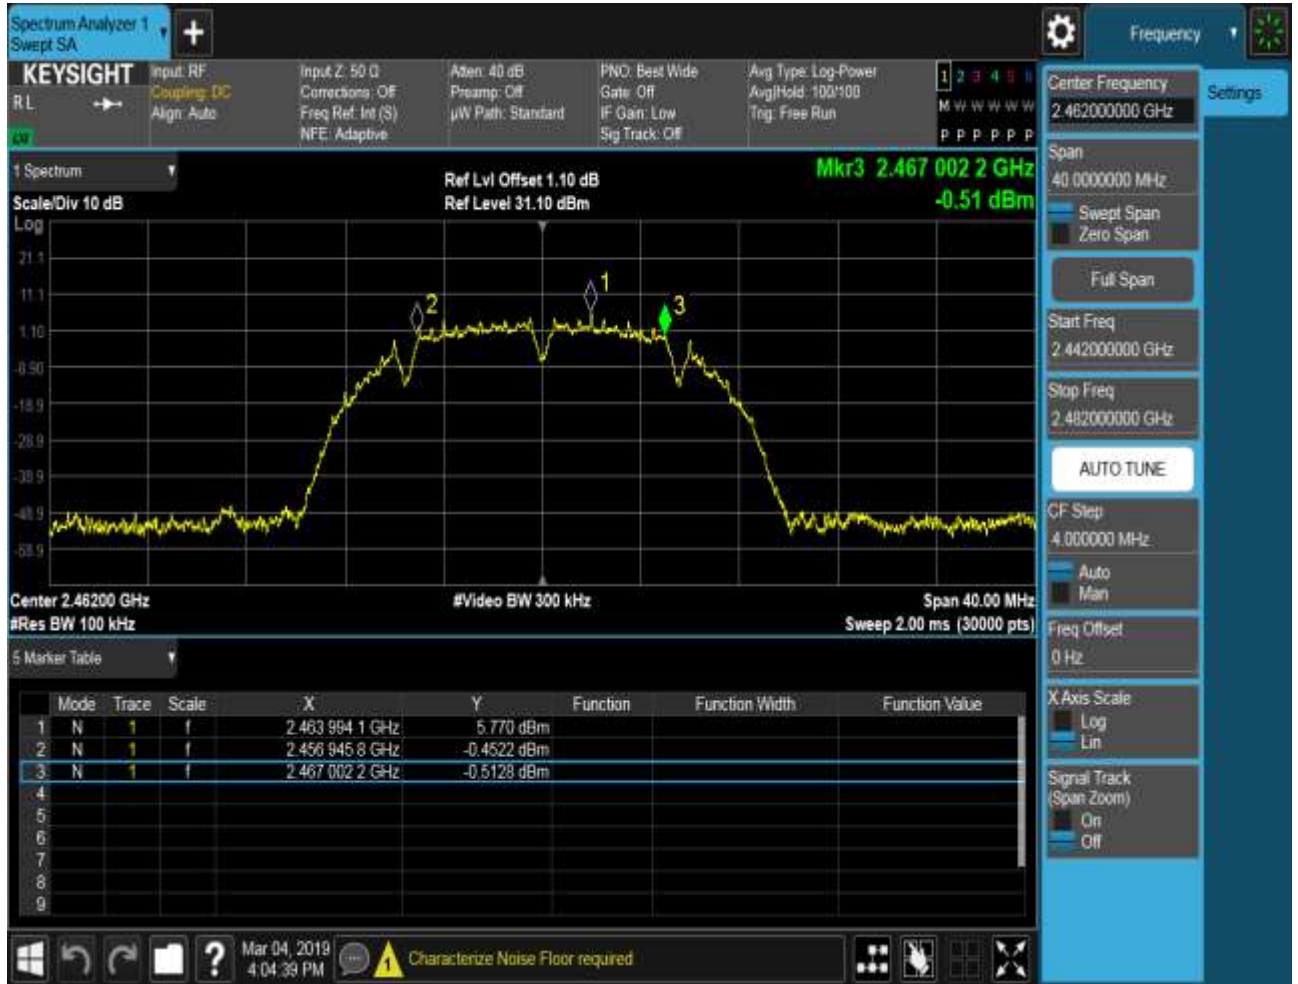 Spectrum Analyzer 1
Swept SA
+
Frequency
KEYSIGHT
RL
Input: RF
Coupling: DC
Align: Auto
Input Z: 50 Ω
Corrections: Off
Freq Ref: Int (S)
NFE: Adaptive
Atten: 40 dB
Preamp: Off
µW Path: Standard
PNO: Best Wide
Gate: Off
IF Gain: Low
Sig Track: Off
Avg Type: Log-Power
Avg|Hold: 100/100
Trig: Free Run
1 2 3 4 5 6
M W W W W W
P P P P P P
1 Spectrum
Scale/Div 10 dB
Ref Lvl Offset 1.10 dB
Ref Level 31.10 dBm
Mkr3 2.467 002 2 GHz
-0.51 dBm
Log
21.1
11.1
1.10
-8.90
-18.9
-28.9
-38.9
-48.9
-58.9
2
1
3
Center 2.46200 GHz
#Video BW 300 kHz
Span 40.00 MHz
#Res BW 100 kHz
Sweep 2.00 ms (30000 pts)
5 Marker Table
Mode Trace Scale X Y Function Function Width Function Value
1 N 1 f 2.463 994 1 GHz 5.770 dBm
2 N 1 f 2.456 945 8 GHz -0.4522 dBm
3 N 1 f 2.467 002 2 GHz -0.5128 dBm
4
5
6
7
8
9
Center Frequency
2.462000000 GHz
Settings
Span
40.0000000 MHz
Swept Span
Zero Span
Full Span
Start Freq
2.442000000 GHz
Stop Freq
2.482000000 GHz
AUTO TUNE
CF Step
4.000000 MHz
Auto
Man
Freq Offset
0 Hz
X Axis Scale
Log
Lin
Signal Track
(Span Zoom)
On
Off
?
Mar 04, 2019
4:04:39 PM
1
Characterize Noise Floor required